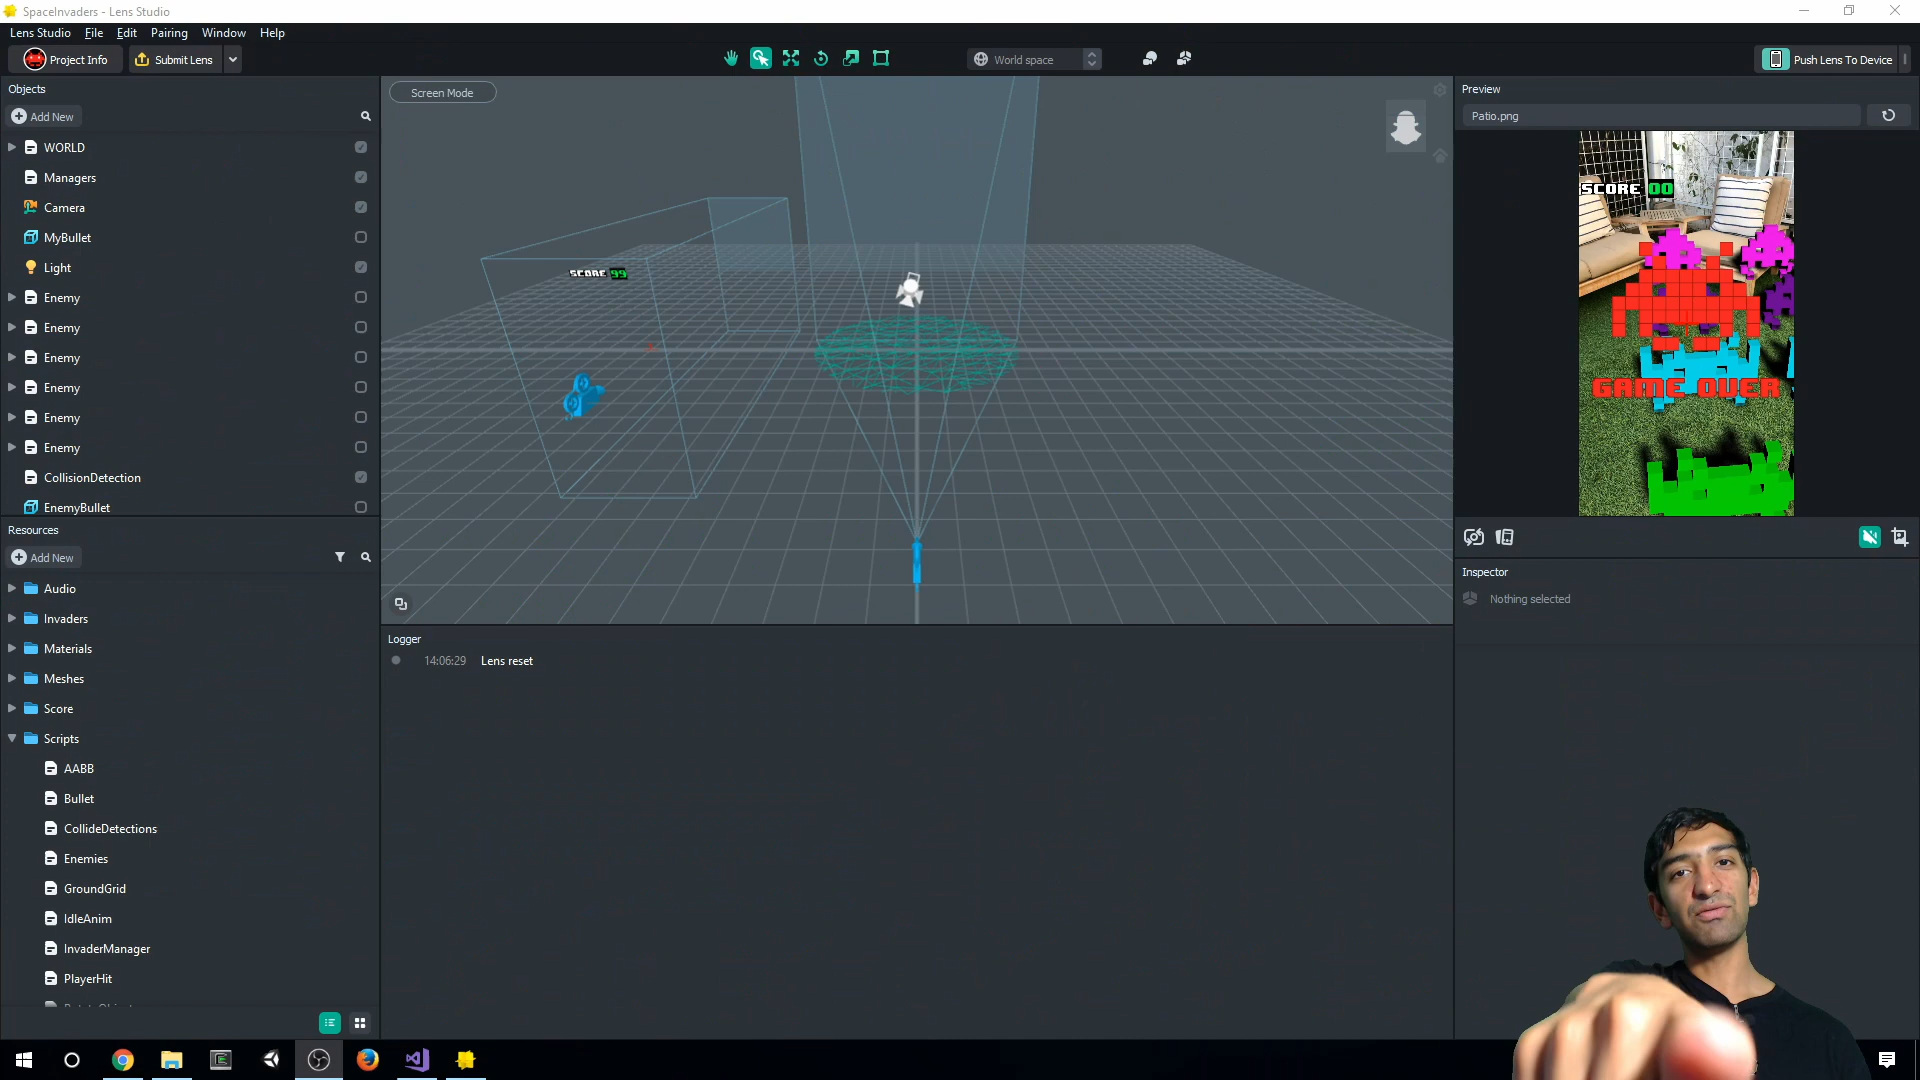 SpaceInvaders - Lens Studio
Lens Studio File Edit Pairing Window Help
Project Info Submit Lens World space Push Lens To Device
Objects
Add New
WORLD
Managers
Camera
MyBullet
Light
Enemy
Enemy
Enemy
Enemy
Enemy
Enemy
CollisionDetection
EnemyBullet
Resources
Add New
Audio
Invaders
Materials
Meshes
Score
Scripts
AABB
Bullet
CollideDetections
Enemies
GroundGrid
IdleAnim
InvaderManager
PlayerHit
Screen Mode
SCORE 99
Logger
14:06:29 Lens reset
Preview
Patio.png
SCORE 00
GAME OVER
Inspector
Nothing selected